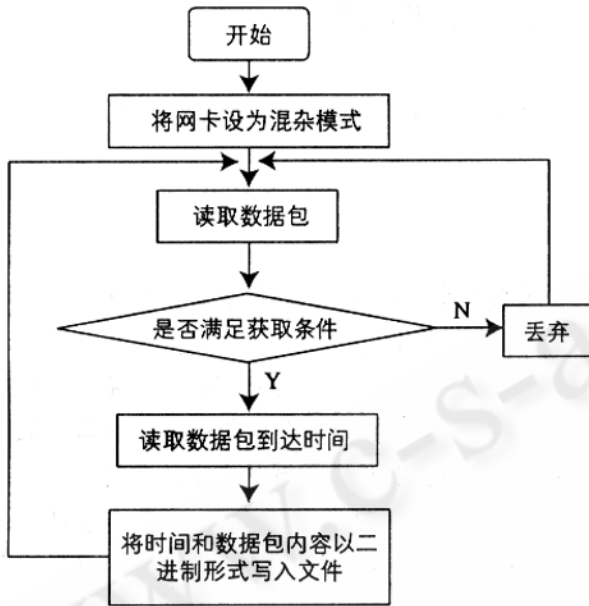 开始
将网卡设为混杂模式
读取数据包
是否满足获取条件
N
丢弃
Y
读取数据包到达时间
将时间和数据包内容以二
进制形式写入文件
www.c-s-a